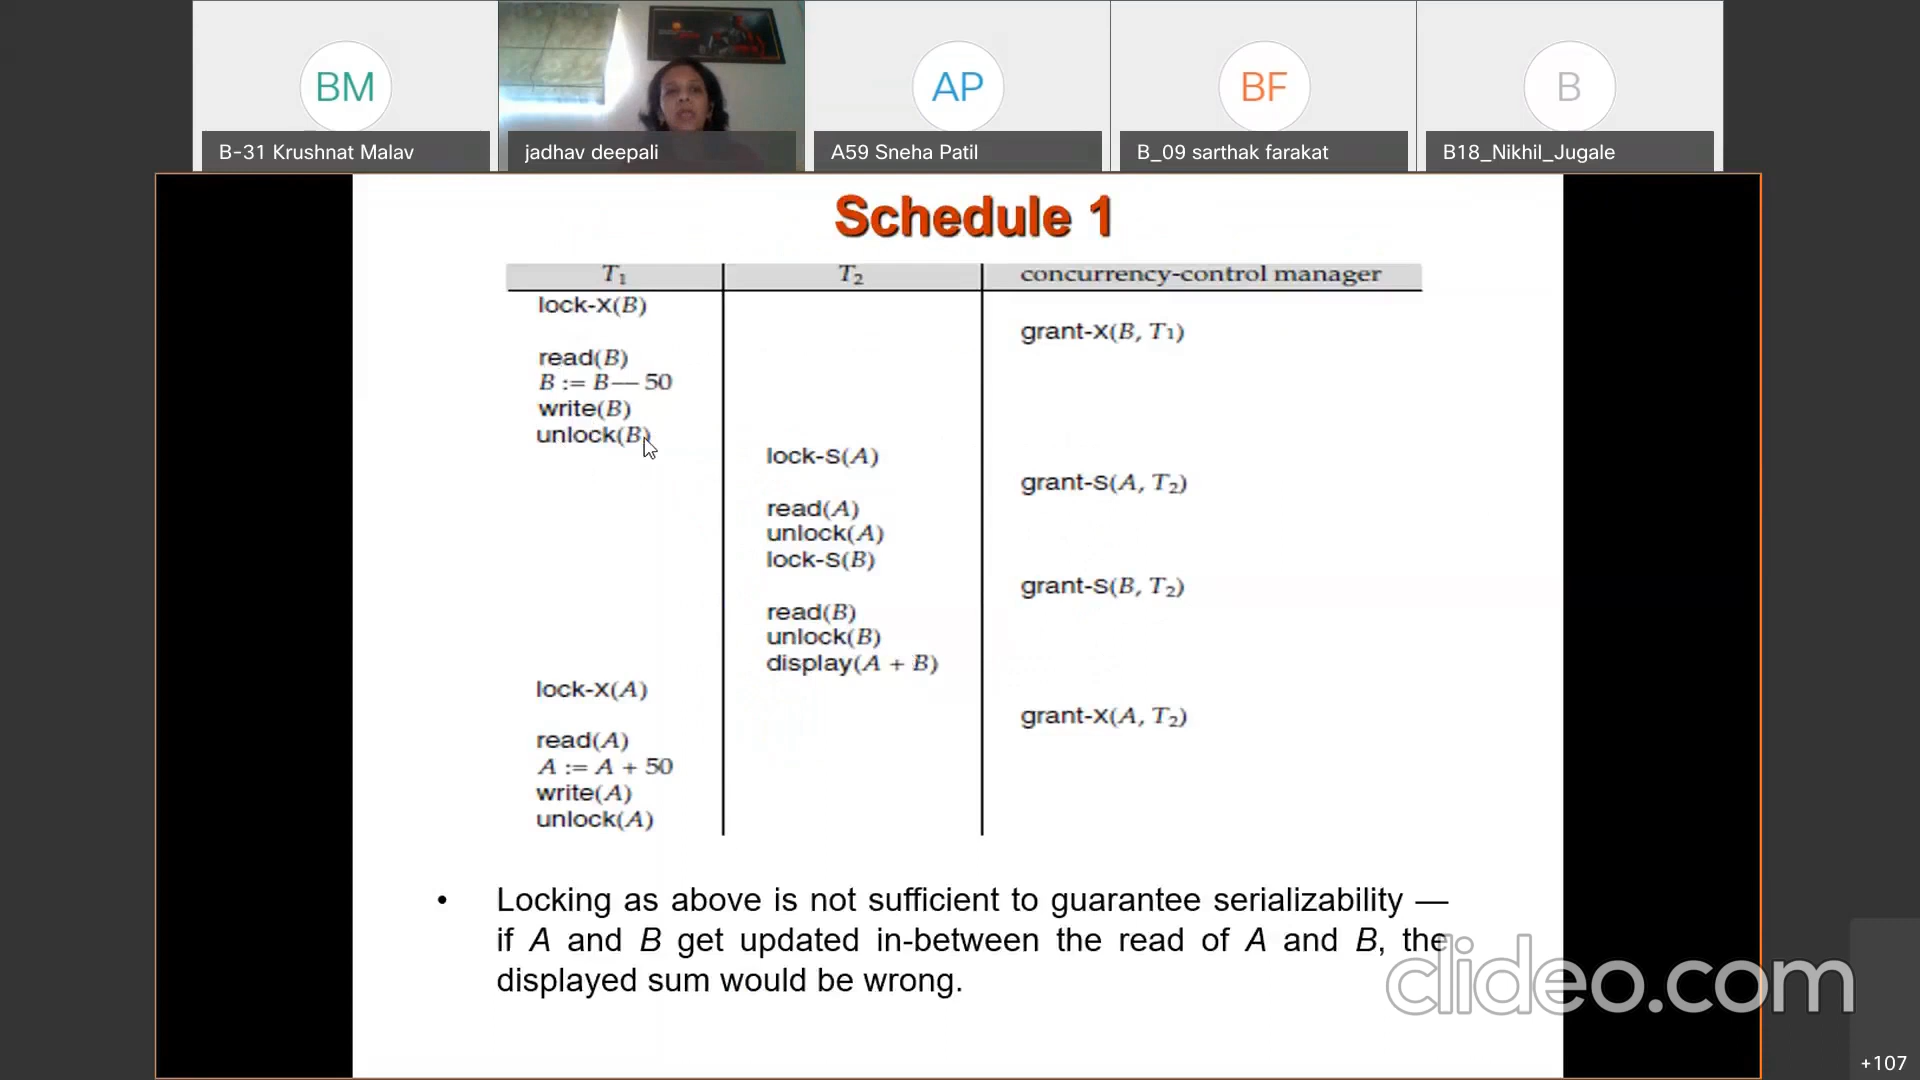 BM
AP
BF
B
B-31 Krushnat Malav
jadhav deepali
A59 Sneha Patil
B_09 sarthak farakat
B18_Nikhil_Jugale
Schedule 1
T₁ T₂ concurrency-control manager
lock-X(B)
grant-X(B, T₁)
read(B)
B := B— 50
write(B)
unlock(B)
lock-S(A)
grant-S(A, T₂)
read(A)
unlock(A)
lock-S(B)
grant-S(B, T₂)
read(B)
unlock(B)
display(A + B)
lock-X(A)
grant-X(A, T₂)
read(A)
A := A + 50
write(A)
unlock(A)
• Locking as above is not sufficient to guarantee serializability —
if A and B get updated in-between the read of A and B, the
displayed sum would be wrong.
clideo.com
+107